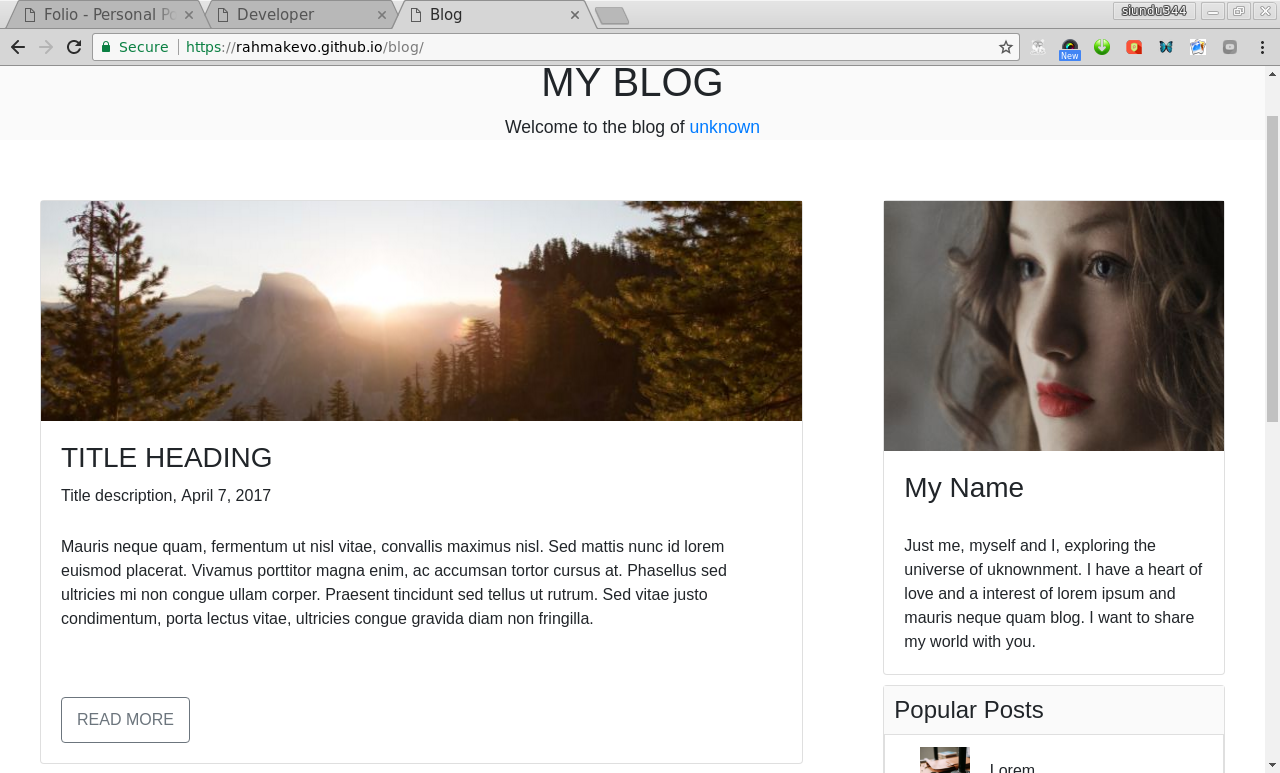 Folio - Personal Po
Developer
Blog
siundu344
Secure
https://rahmakevo.github.io/blog/
New
MY BLOG
Welcome to the blog of unknown
TITLE HEADING
Title description, April 7, 2017
Mauris neque quam, fermentum ut nisl vitae, convallis maximus nisl. Sed mattis nunc id lorem
euismod placerat. Vivamus porttitor magna enim, ac accumsan tortor cursus at. Phasellus sed
ultricies mi non congue ullam corper. Praesent tincidunt sed tellus ut rutrum. Sed vitae justo
condimentum, porta lectus vitae, ultricies congue gravida diam non fringilla.
READ MORE
My Name
Just me, myself and I, exploring the
universe of uknownment. I have a heart of
love and a interest of lorem ipsum and
mauris neque quam blog. I want to share
my world with you.
Popular Posts
Lorem